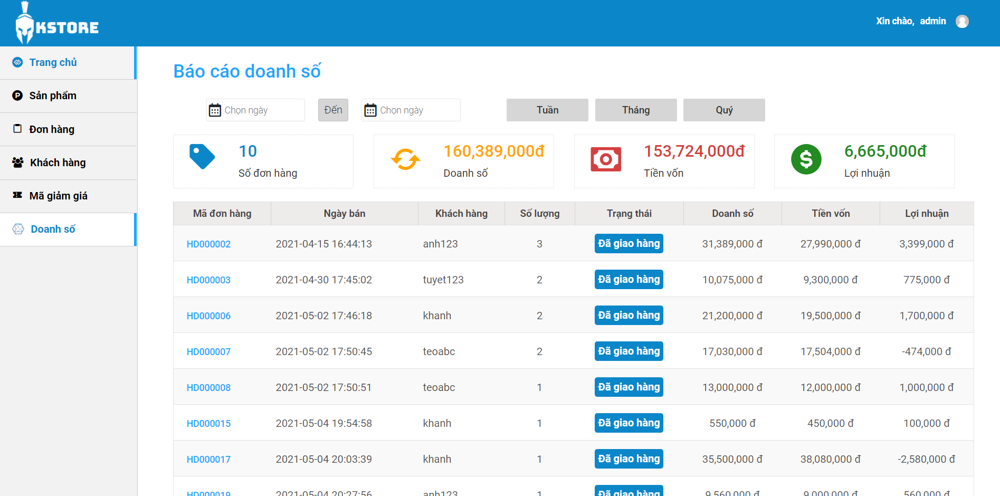 KSTORE
Xin chào, admin
Trang chủ
Sản phẩm
Đơn hàng
Khách hàng
Mã giảm giá
Doanh số
Báo cáo doanh số
Chọn ngày Đến Chọn ngày Tuần Tháng Quý
10 160,389,000đ 153,724,000đ 6,665,000đ
Số đơn hàng Doanh số Tiền vốn Lợi nhuận
Mã đơn hàng Ngày bán Khách hàng Số lượng Trạng thái Doanh số Tiền vốn Lợi nhuận
HD000002 2021-04-15 16:44:13 anh123 3 Đã giao hàng 31,389,000 đ 27,990,000 đ 3,399,000 đ
HD000003 2021-04-30 17:45:02 tuyet123 2 Đã giao hàng 10,075,000 đ 9,300,000 đ 775,000 đ
HD000006 2021-05-02 17:46:18 khanh 2 Đã giao hàng 21,200,000 đ 19,500,000 đ 1,700,000 đ
HD000007 2021-05-02 17:50:45 teoabc 2 Đã giao hàng 17,030,000 đ 17,504,000 đ -474,000 đ
HD000008 2021-05-02 17:50:51 teoabc 1 Đã giao hàng 13,000,000 đ 12,000,000 đ 1,000,000 đ
HD000015 2021-05-04 19:54:58 khanh 1 Đã giao hàng 550,000 đ 450,000 đ 100,000 đ
HD000017 2021-05-04 20:03:39 khanh 1 Đã giao hàng 35,500,000 đ 38,080,000 đ -2,580,000 đ
HD000019 2021-05-04 20:27:56 anh123 1 Đã giao hàng 9,560,000 đ 9,000,000 đ 560,000 đ